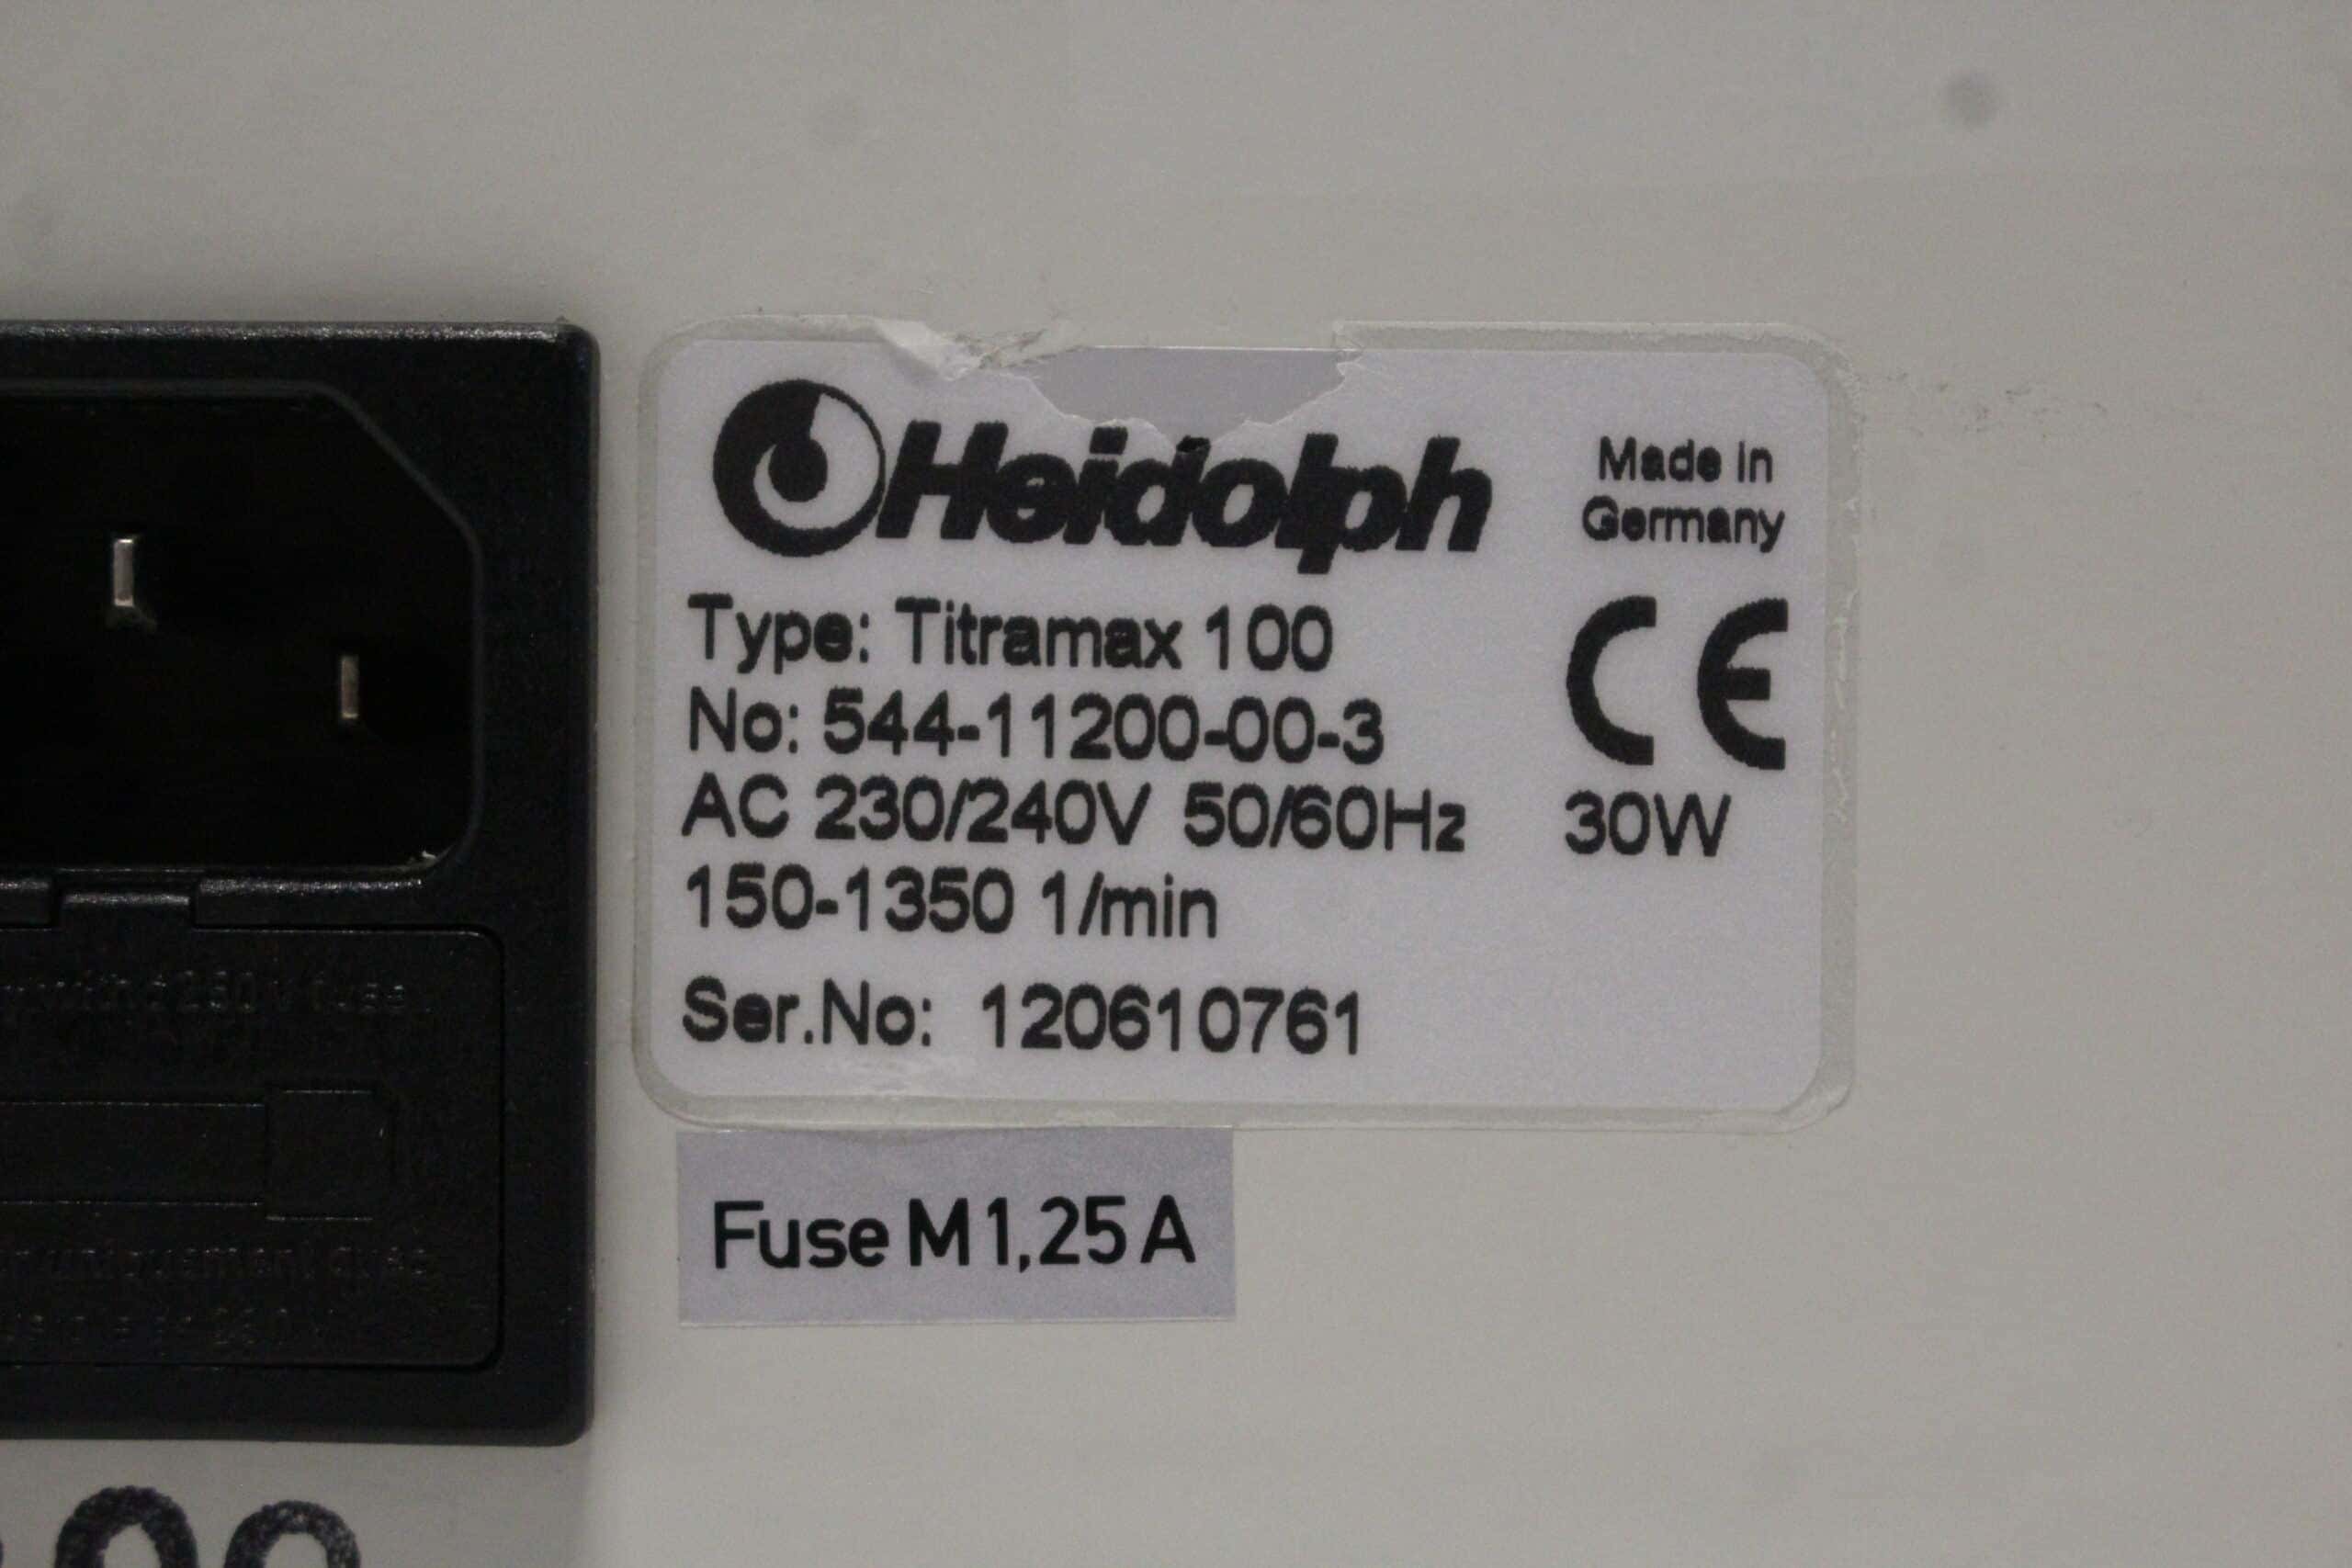 Heidolph
Made in
Germany
Type: Titramax 100
No: 544-11200-00-3
CE
AC 230/240V 50/60Hz 30W
150-1350 1/min
Ser.No: 120610761
Fuse M 1,25 A